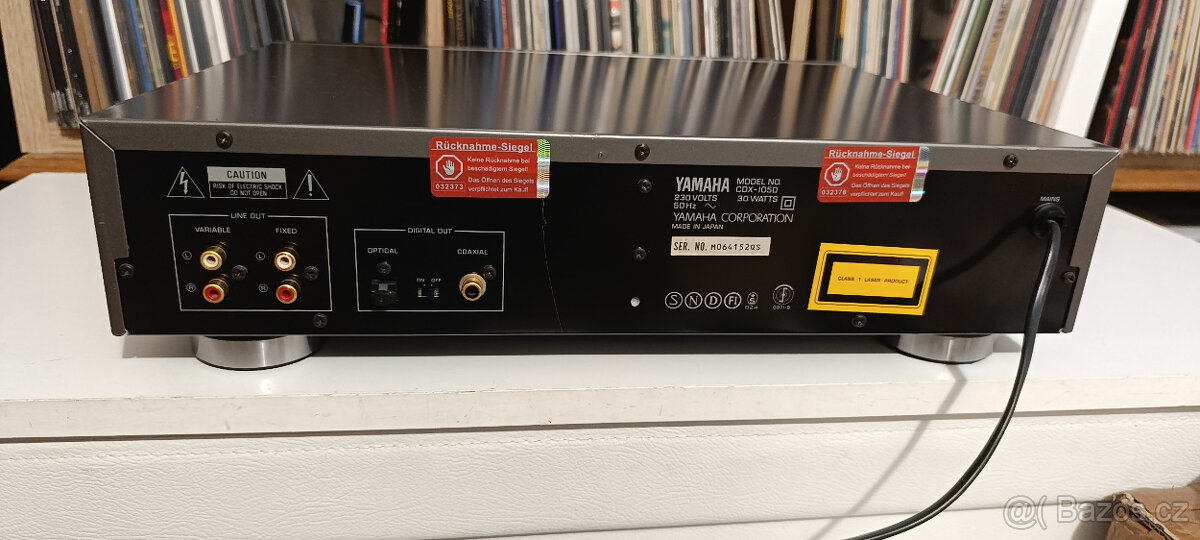 Rücknahme-Siegel
Keine Rücknahme bei
beschädigtem Siegel!
Das Öffnen des Siegels
verpflichtet zum Kauf!
032373
Rücknahme-Siegel
Keine Rücknahme bei
beschädigtem Siegel!
Das Öffnen des Siegels
verpflichtet zum Kauf!
032378
CAUTION
RISK OF ELECTRIC SHOCK
DO NOT OPEN
LINE OUT
VARIABLE
FIXED
L
L
R
R
DIGITAL OUT
OPTICAL
COAXIAL
ON
OFF
YAMAHA
MODEL NO.
CDX-1050
230 VOLTS
30 WATTS
50Hz
YAMAHA CORPORATION
MADE IN JAPAN
SER. NO. MO64152QS
CLASS 1 LASER PRODUCT
MAINS
S N D FI
@( Bazos.cz